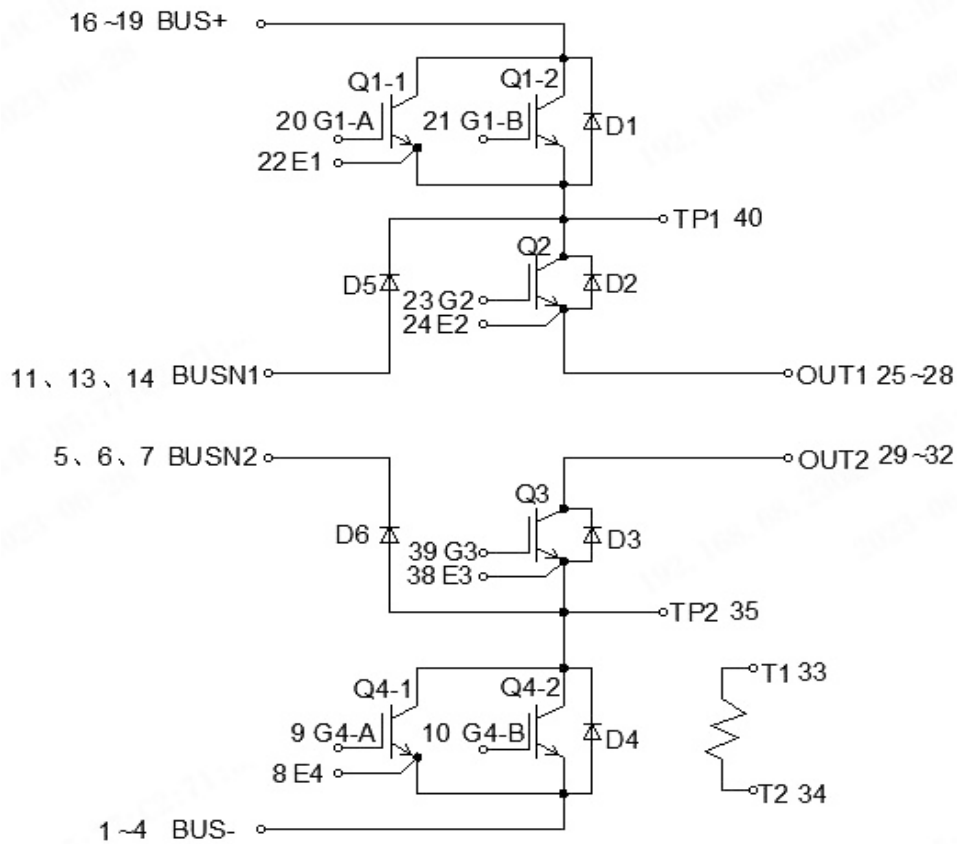 16~19 BUS+
Q1-1
Q1-2
20 G1-A
21 G1-B
D1
22 E1
TP1 40
Q2
D5
D2
23 G2
24 E2
11、13、14 BUSN1
OUT1 25~28
5、6、7 BUSN2
OUT2 29~32
Q3
D6
D3
39 G3
38 E3
TP2 35
T1 33
Q4-1
Q4-2
9 G4-A
10 G4-B
D4
8 E4
T2 34
1~4 BUS-